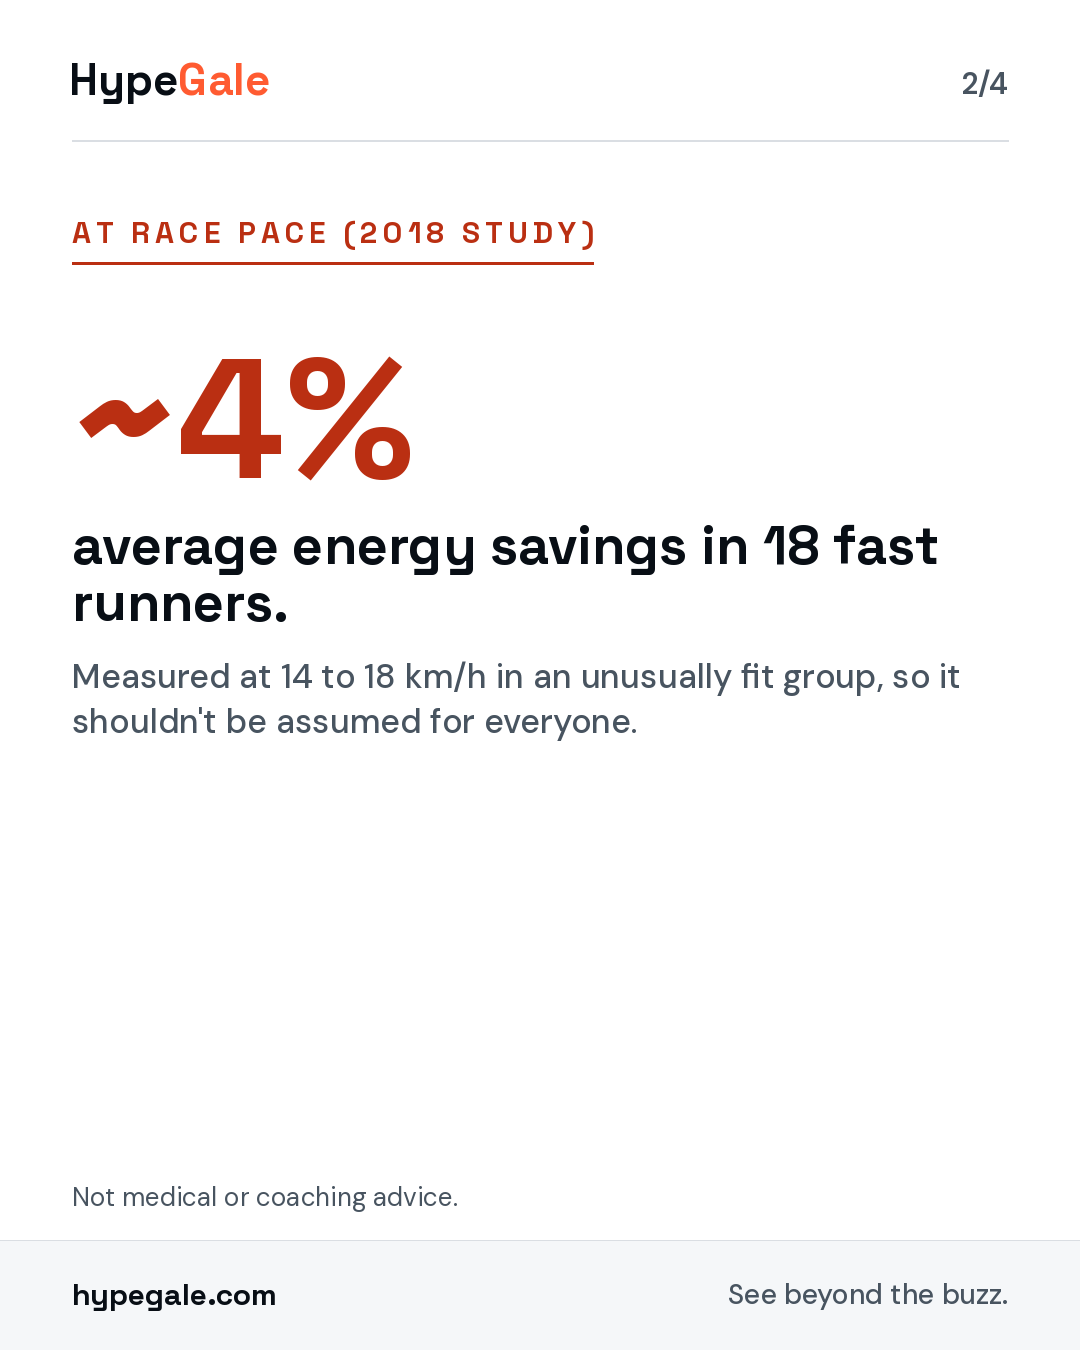 HypeGale
2/4
AT RACE PACE (2018 STUDY)
~4%
average energy savings in 18 fast
runners.
Measured at 14 to 18 km/h in an unusually fit group, so it
shouldn't be assumed for everyone.
Not medical or coaching advice.
hypegale.com
See beyond the buzz.